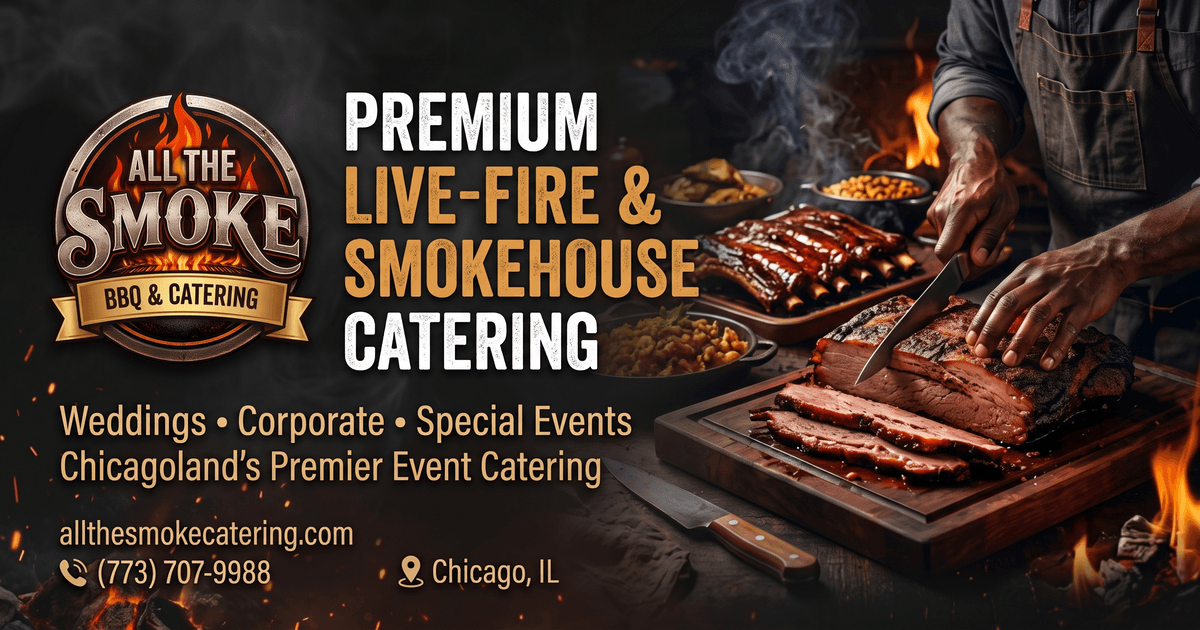 ALL THE
SMOKE
BBQ & CATERING
PREMIUM
LIVE-FIRE &
SMOKEHOUSE
CATERING
Weddings • Corporate • Special Events
Chicagoland's Premier Event Catering
allthesmokecatering.com
(773) 707-9988
Chicago, IL